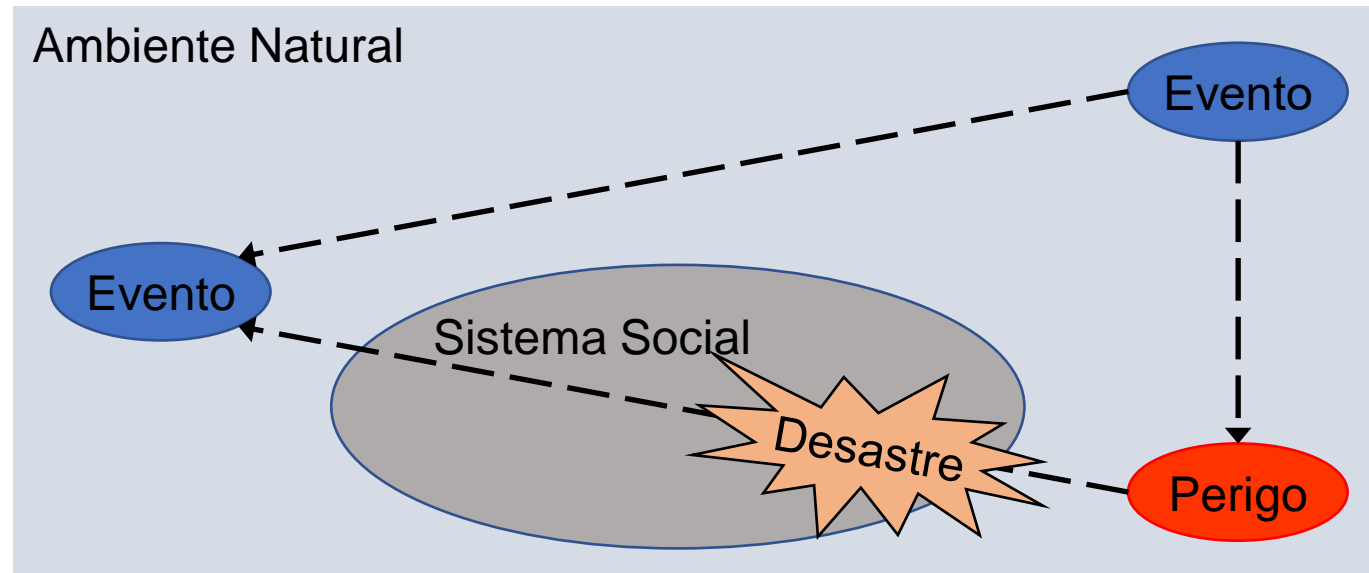 Ambiente Natural
Evento
Evento
Sistema Social
Desastre
Perigo